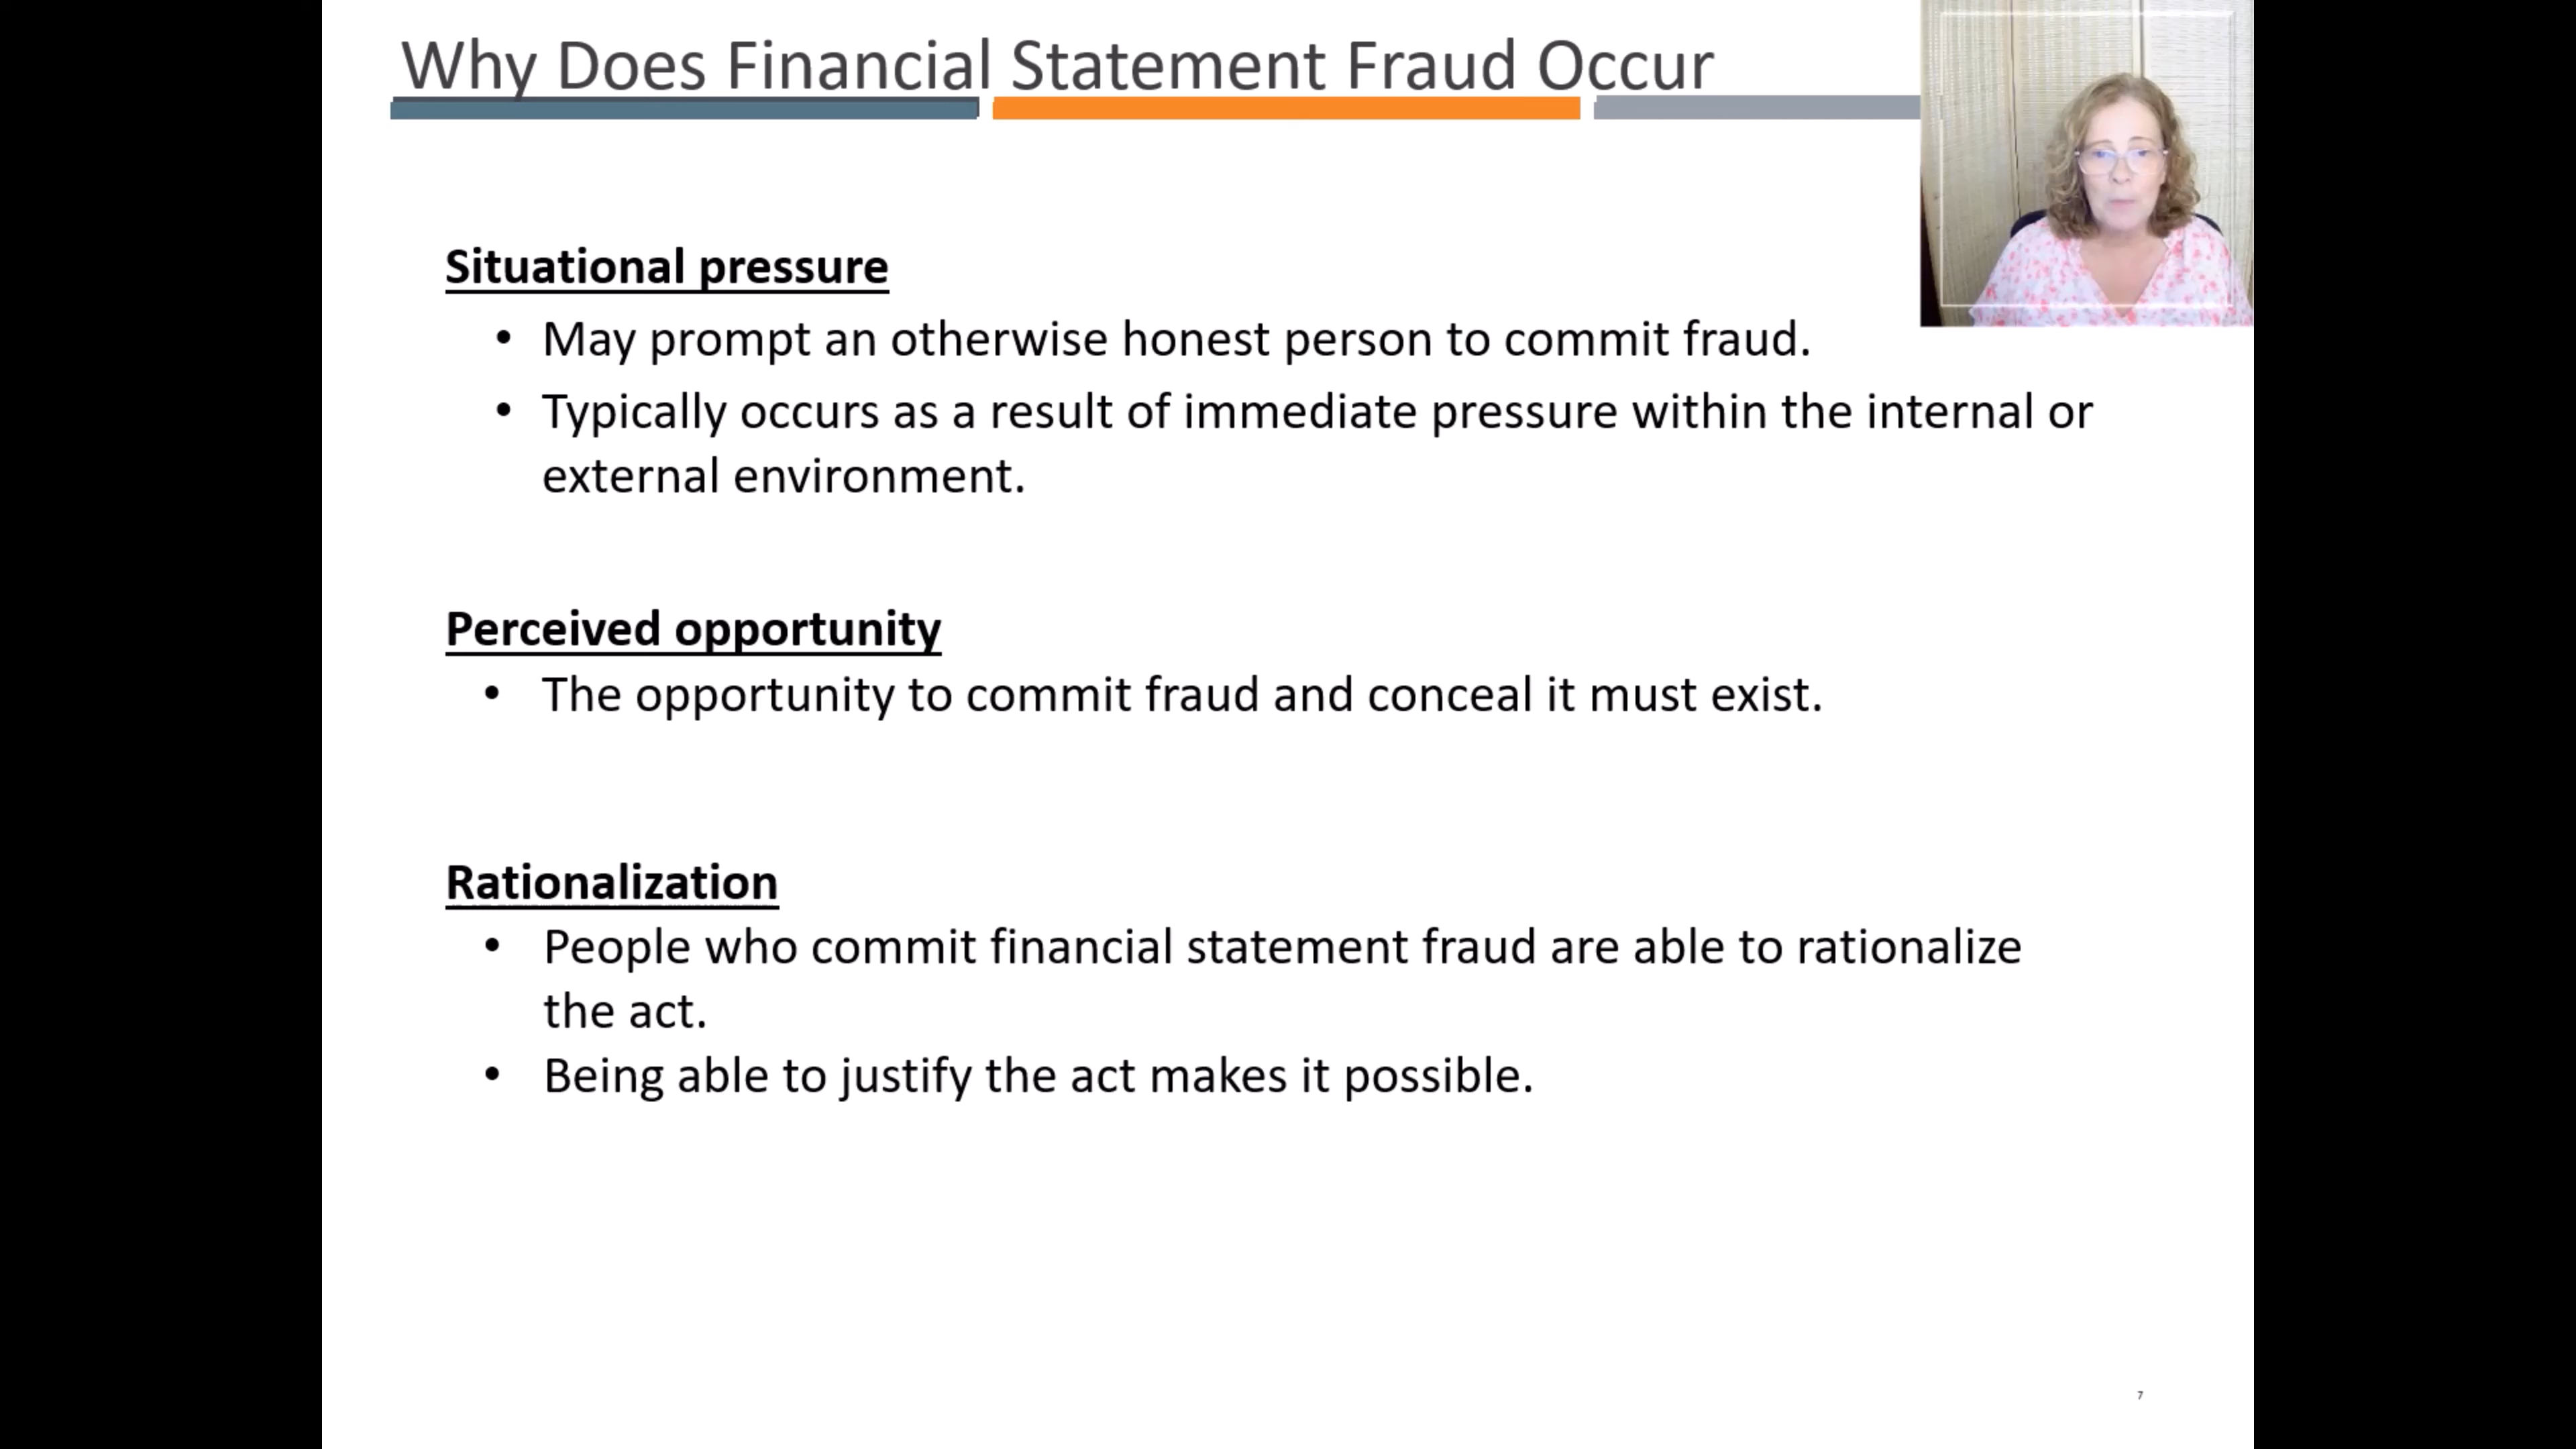 Why Does Financial Statement Fraud Occur
Situational pressure
• May prompt an otherwise honest person to commit fraud.
• Typically occurs as a result of immediate pressure within the internal or
external environment.
Perceived opportunity
• The opportunity to commit fraud and conceal it must exist.
Rationalization
• People who commit financial statement fraud are able to rationalize
the act.
• Being able to justify the act makes it possible.
7